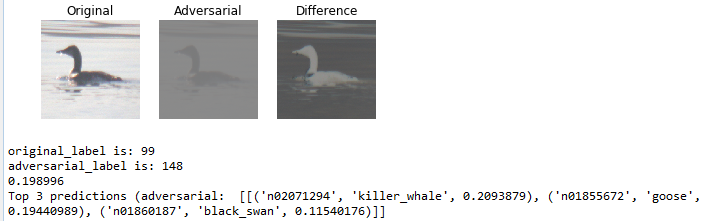 Original Adversarial Difference
original_label is: 99
adversarial_label is: 148
0.198996
Top 3 predictions (adversarial:  [[('n02071294', 'killer_whale', 0.2093879), ('n01855672', 'goose',
0.19440989), ('n01860187', 'black_swan', 0.11540176)]]